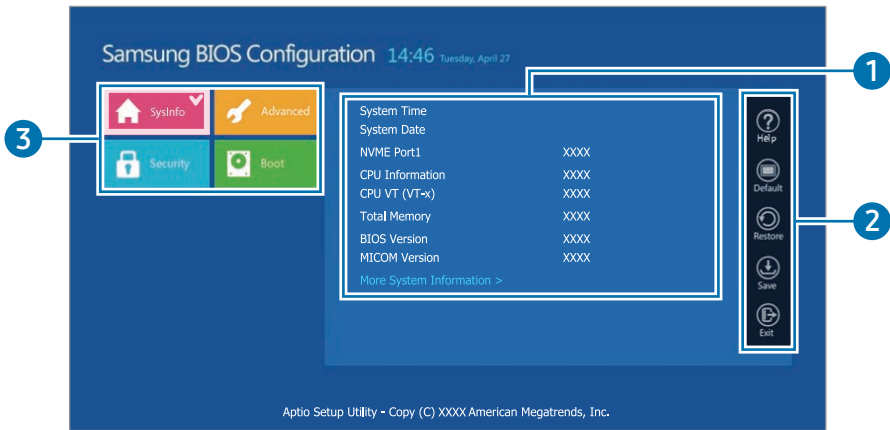 Samsung BIOS Configuration 14:46 Tuesday, April 27
1
SysInfo
Advanced
3
Security
Boot
System Time
System Date
NVME Port1 XXXX
CPU Information XXXX
CPU VT (VT-x) XXXX
Total Memory XXXX
BIOS Version XXXX
MICOM Version XXXX
More System Information >
Help
Default
2
Restore
Save
Exit
Aptio Setup Utility - Copy (C) XXXX American Megatrends, Inc.